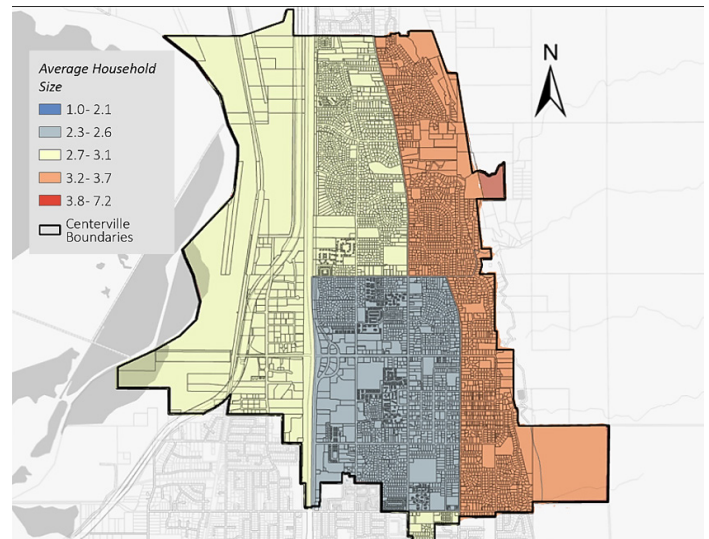 Average Household
Size
1.0- 2.1
2.3- 2.6
2.7- 3.1
3.2- 3.7
3.8- 7.2
Centerville
Boundaries
N